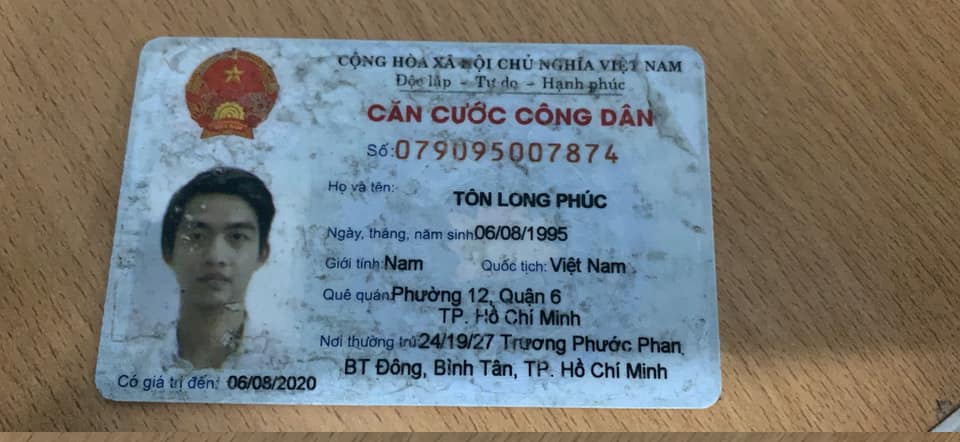 CỘNG HÒA XÃ HỘI CHỦ NGHĨA VIỆT NAM
Độc lập - Tự do - Hạnh phúc
CĂN CƯỚC CÔNG DÂN
Số: 079095007874
Họ và tên:
TÔN LONG PHÚC
Ngày, tháng, năm sinh: 06/08/1995
Giới tính: Nam Quốc tịch: Việt Nam
Quê quán: Phường 12, Quận 6
TP. Hồ Chí Minh
Nơi thường trú: 24/19/27 Trương Phước Phan,
BT Đông, Bình Tân, TP. Hồ Chí Minh
Có giá trị đến: 06/08/2020